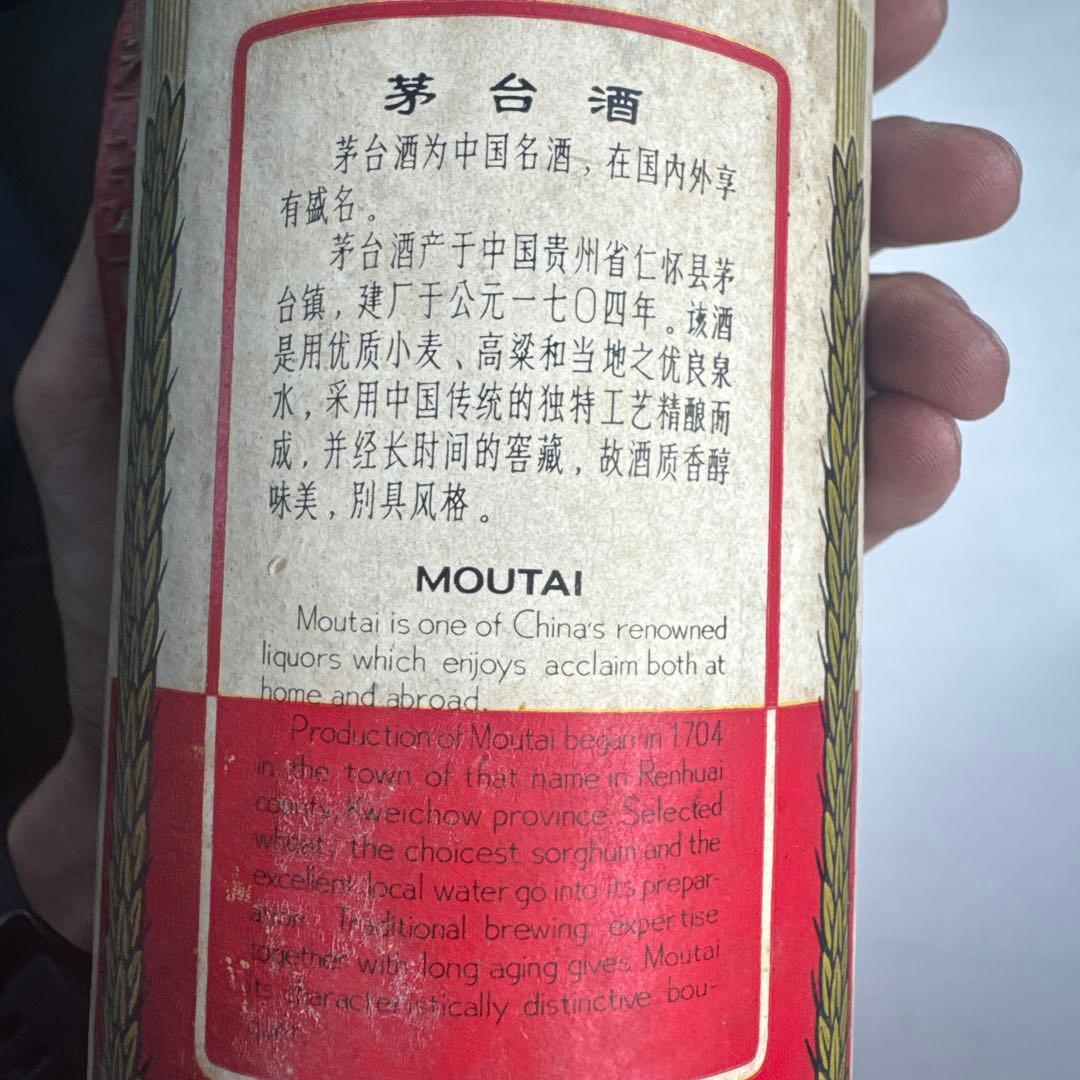 茅台酒
茅台酒为中国名酒，在国内外享
有盛名。
茅台酒产于中国贵州省仁怀县茅
台镇，建厂于公元一七〇四年。该酒
是用优质小麦、高粱和当地之优良泉
水，采用中国传统的独特工艺精酿而
成，并经长时间的窖藏，故酒质香醇
味美，别具风格。
MOUTAI
Moutai is one of China's renowned
liquors which enjoys acclaim both at
home and abroad.
Production of Moutai began in 1704
in the town of that name in Renhuai
county, Kweichow province. Selected
wheat, the choicest sorghum and the
excellent local water go into its prepar-
ation. Traditional brewing expertise
together with long aging gives Moutai
its characteristically distinctive bou-
quet.